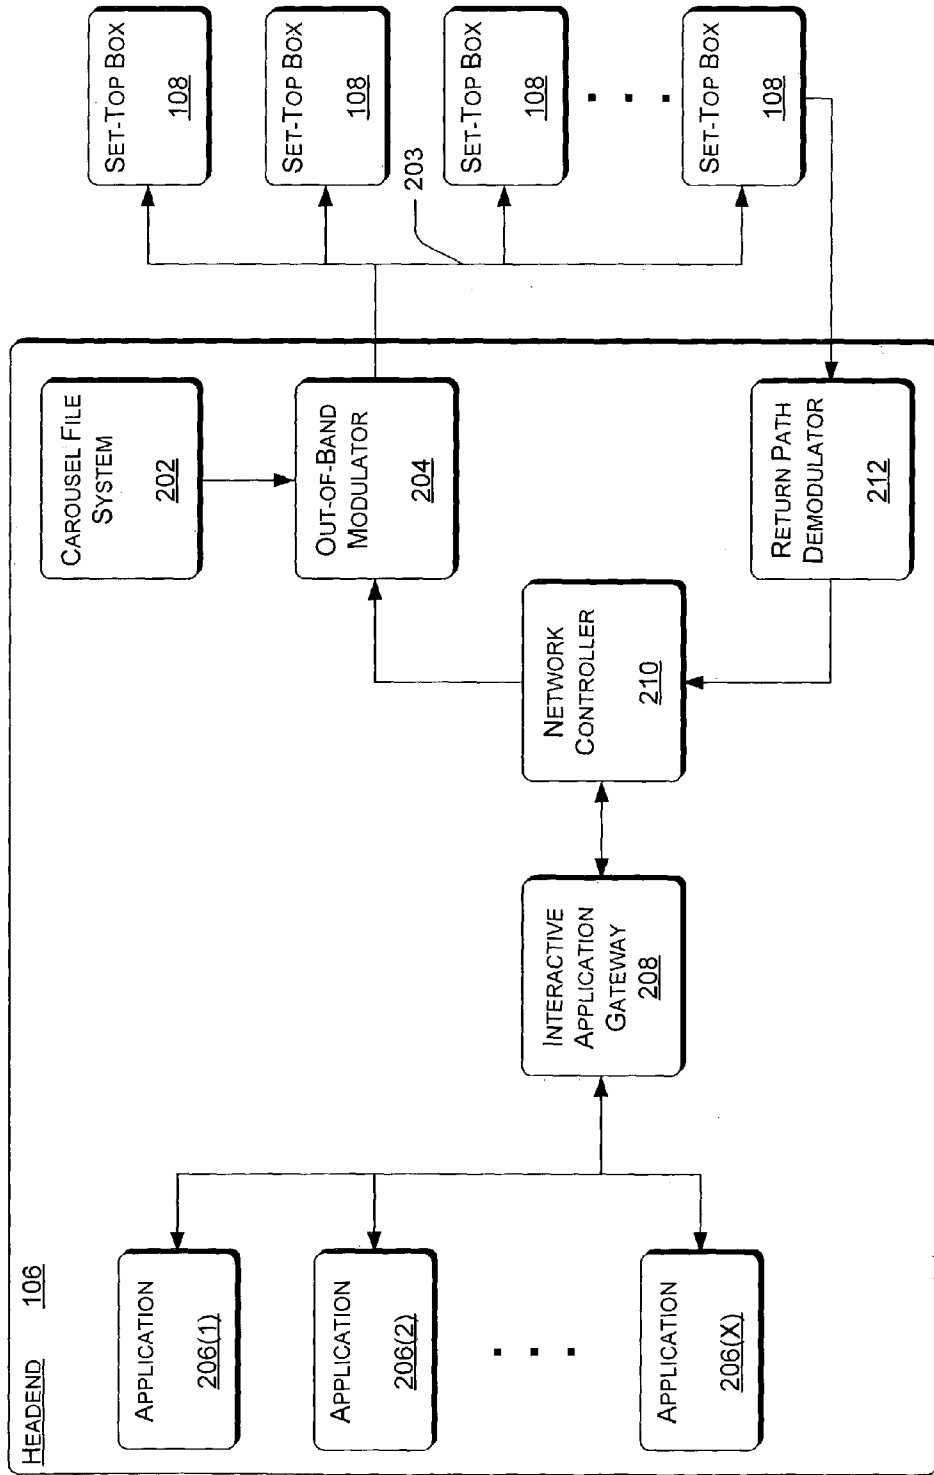 HEADEND 106
APPLICATION
206(1)
APPLICATION
206(2)
APPLICATION
206(X)
INTERACTIVE
APPLICATION
GATEWAY
208
NETWORK
CONTROLLER
210
CAROUSEL FILE
SYSTEM
202
OUT-OF-BAND
MODULATOR
204
RETURN PATH
DEMODULATOR
212
203
SET-TOP BOX
108
SET-TOP BOX
108
SET-TOP BOX
108
SET-TOP BOX
108